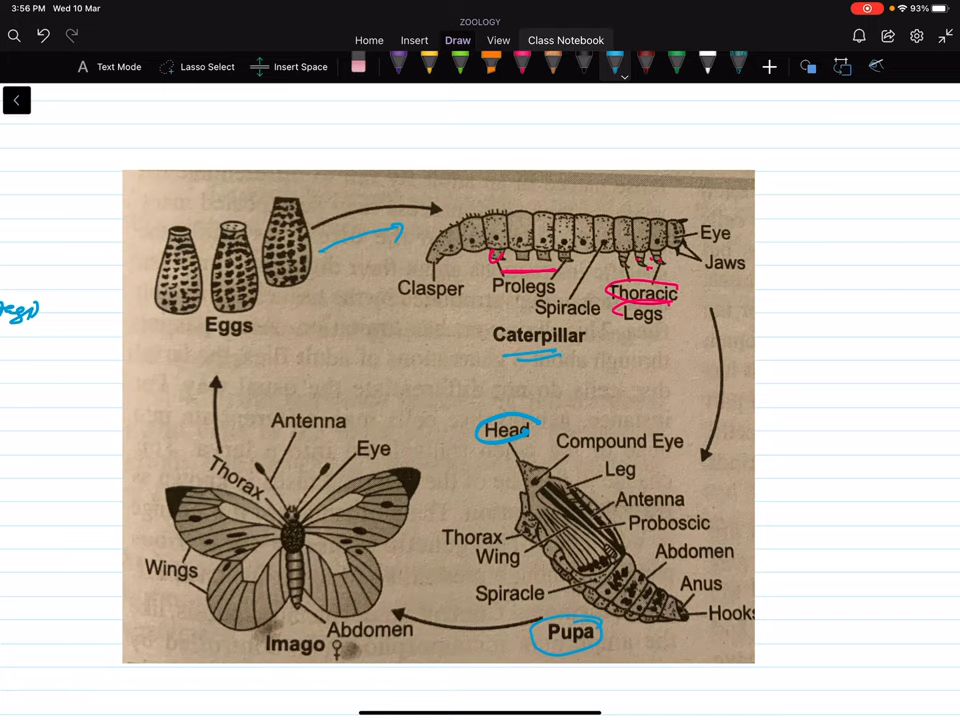 3:56 PM Wed 10 Mar
93%
ZOOLOGY
Home Insert Draw View Class Notebook
Text Mode
Lasso Select
Insert Space
Eggs
Clasper
Prolegs
Spiracle
Thoracic
Legs
Eye
Jaws
Caterpillar
Head
Compound Eye
Leg
Antenna
Proboscic
Abdomen
Anus
Hooks
Thorax
Wing
Spiracle
Pupa
Antenna
Eye
Thorax
Wings
Abdomen
Imago ♀